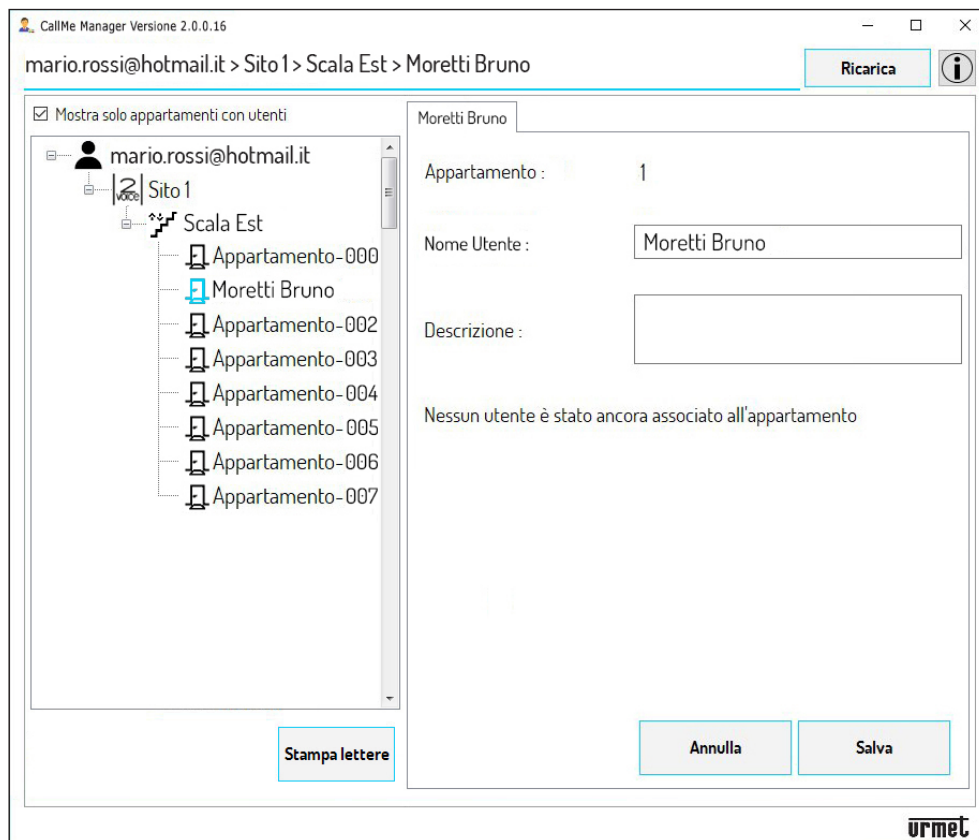 CallMe Manager Versione 2.0.0.16
mario.rossi@hotmail.it > Sito 1 > Scala Est > Moretti Bruno
Ricarica
Mostra solo appartamenti con utenti
mario.rossi@hotmail.it
2 voice Sito 1
Scala Est
Appartamento-000
Moretti Bruno
Appartamento-002
Appartamento-003
Appartamento-004
Appartamento-005
Appartamento-006
Appartamento-007
Stampa lettere
Moretti Bruno
Appartamento : 1
Nome Utente : Moretti Bruno
Descrizione :
Nessun utente è stato ancora associato all'appartamento
Annulla Salva
urmet